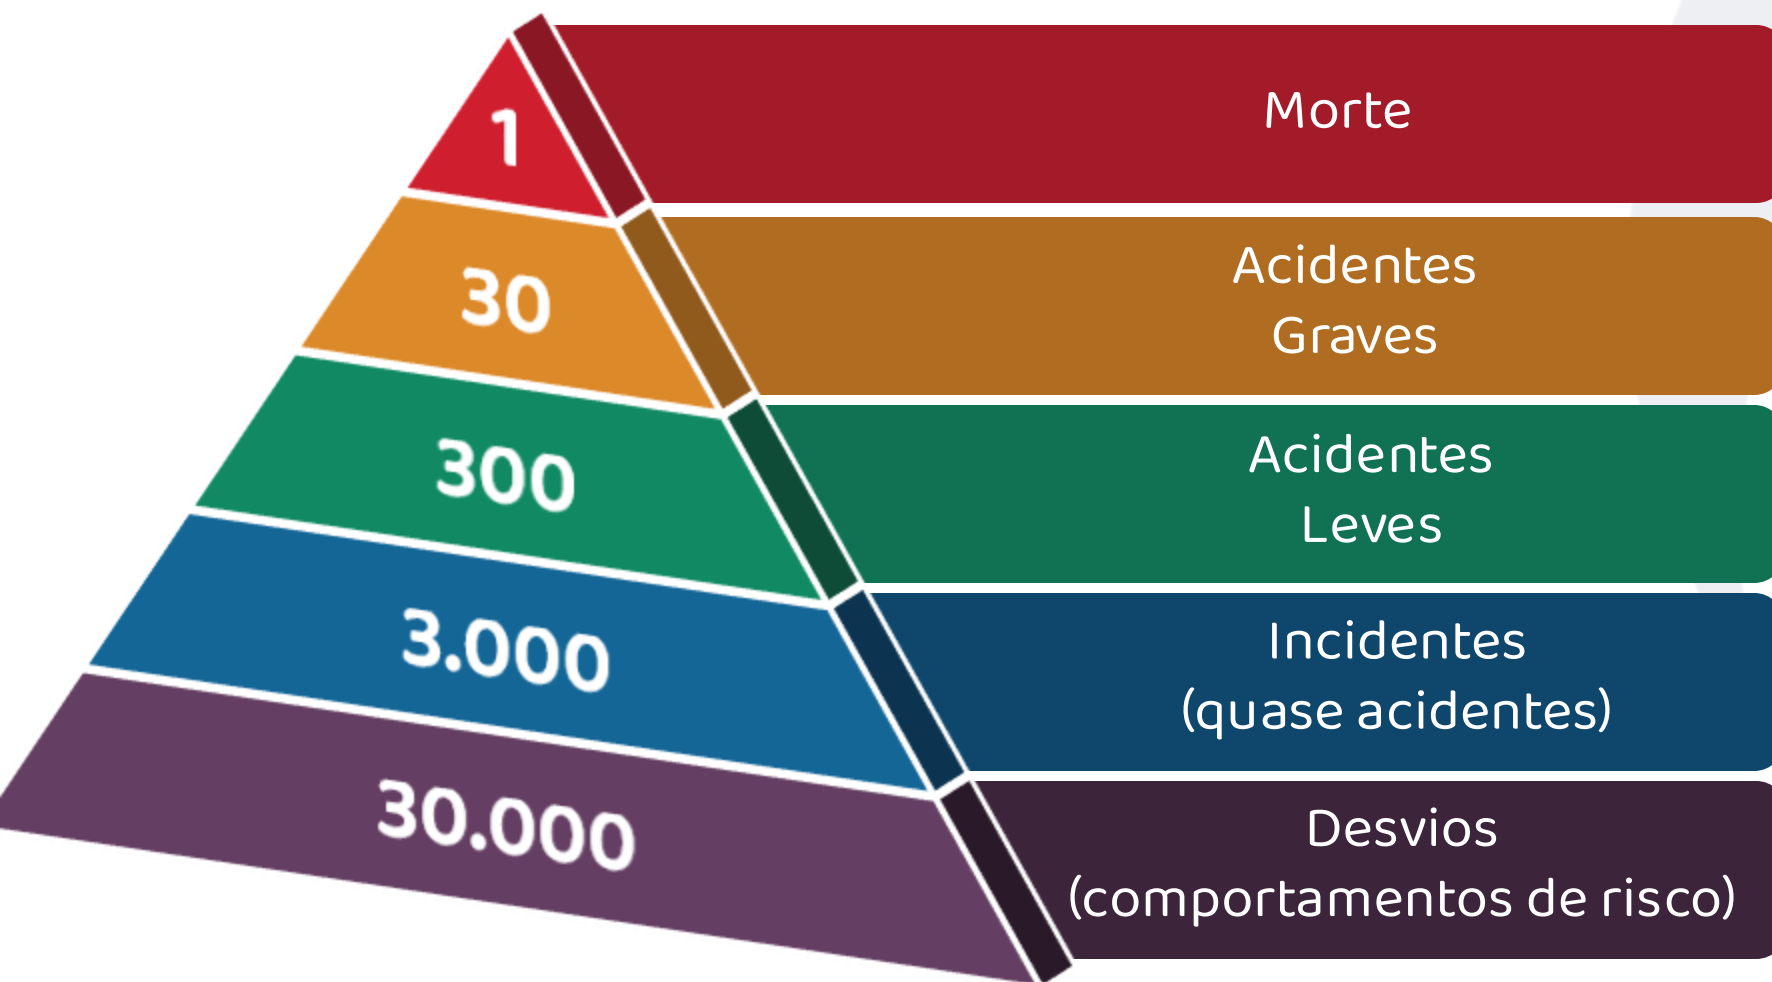 1
Morte
30
Acidentes
Graves
300
Acidentes
Leves
3.000
Incidentes
(quase acidentes)
30.000
Desvios
(comportamentos de risco)